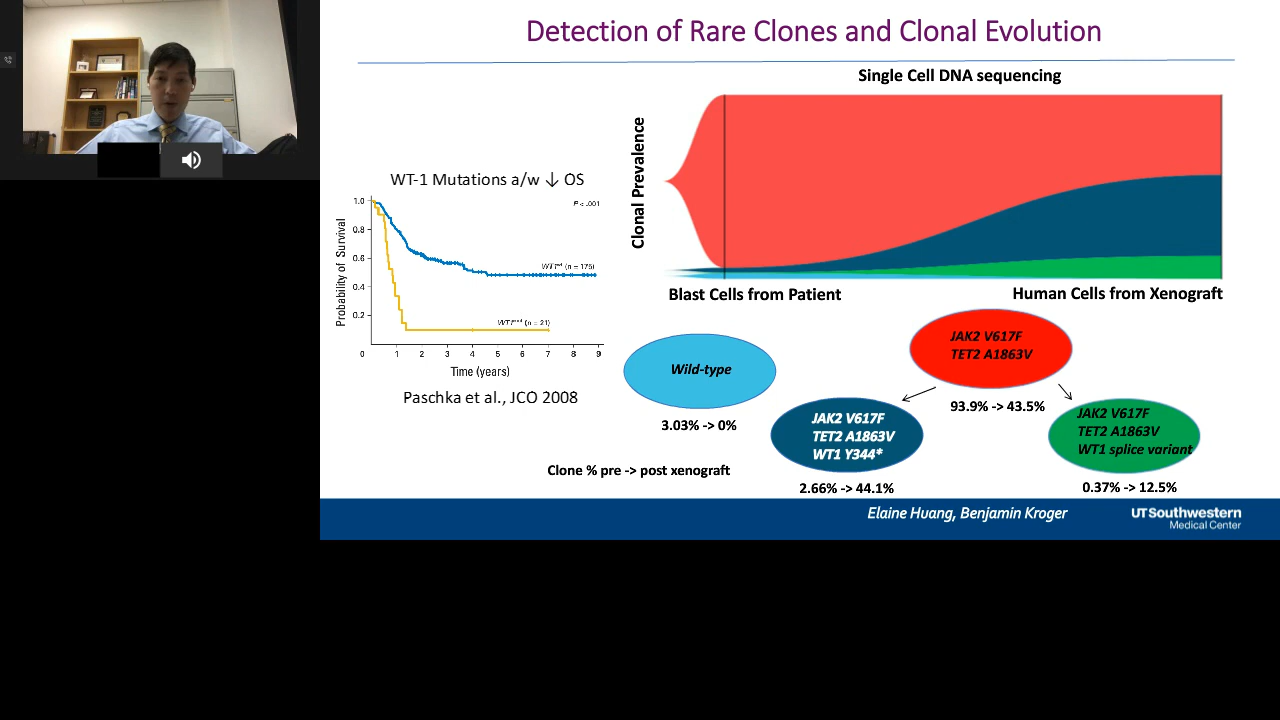 Detection of Rare Clones and Clonal Evolution
Single Cell DNA sequencing
Clonal Prevalence
Blast Cells from Patient
Human Cells from Xenograft
WT-1 Mutations a/w ↓ OS
P < .001
Probability of Survival
1.0
0.8
0.6
0.4
0.2
0 1 2 3 4 5 6 7 8 9
Time (years)
(n = 175)
(n = 21)
Paschka et al., JCO 2008
Wild-type
3.03% -> 0%
JAK2 V617F
TET2 A1863V
93.9% -> 43.5%
JAK2 V617F
TET2 A1863V
WT1 Y344*
2.66% -> 44.1%
JAK2 V617F
TET2 A1863V
WT1 splice variant
0.37% -> 12.5%
Clone % pre -> post xenograft
Elaine Huang, Benjamin Kroger
UTSouthwestern
Medical Center